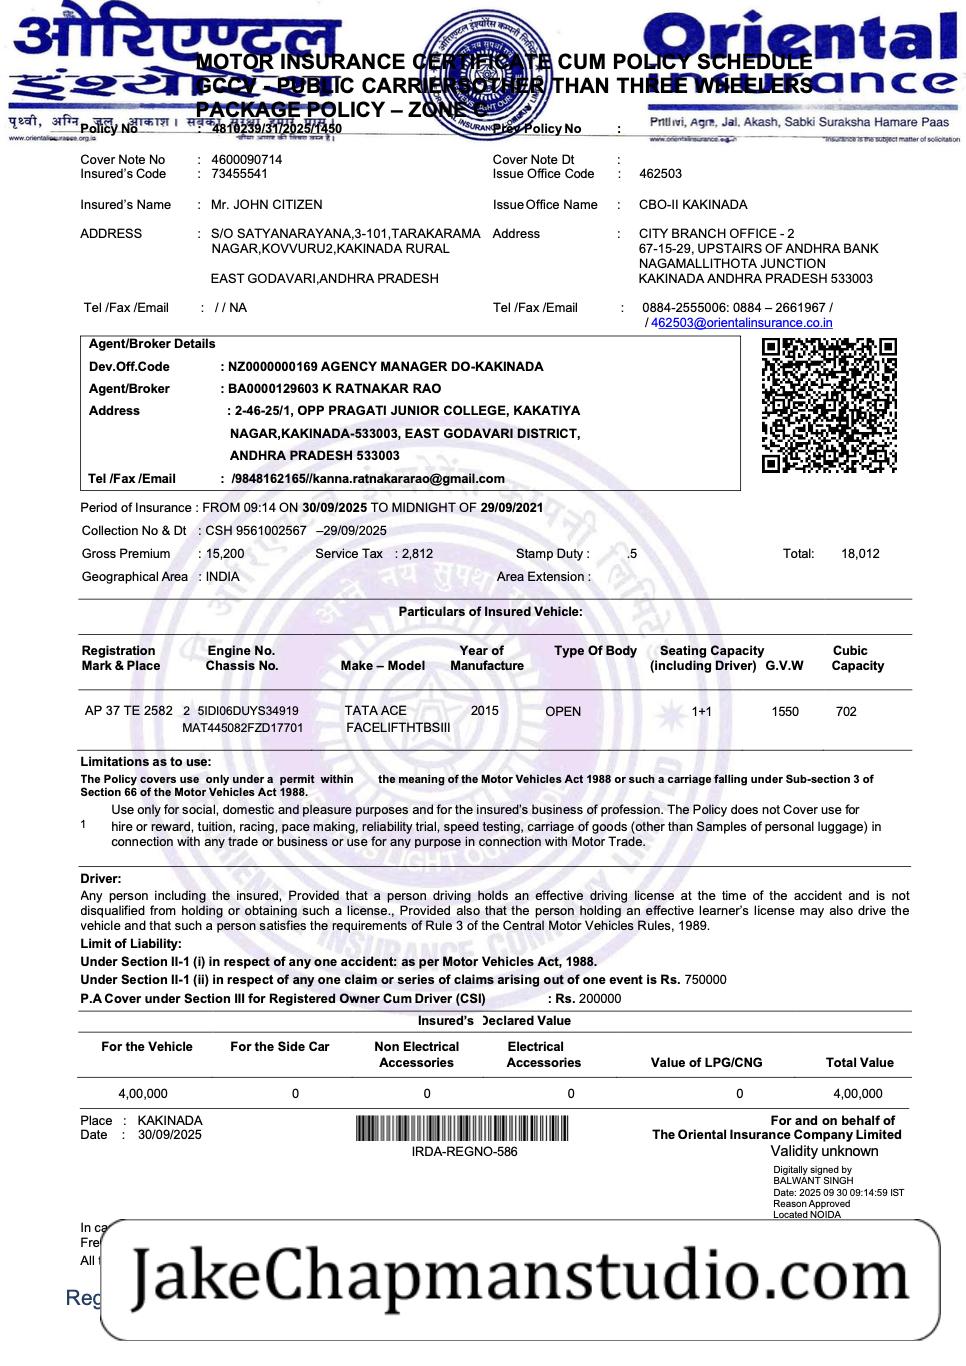 ओरिएण्टल
इंश्योरेंस
पृथ्वी, अग्नि, जल, आकाश। सबकी सुरक्षा हमारे पास।
www.orientalinsurance.org.in
Oriental
insurance
Prithvi, Agni, Jal, Akash, Sabki Suraksha Hamare Paas
"Insurance is the subject matter of solicitation
MOTOR INSURANCE CERTIFICATE CUM POLICY SCHEDULE
GCCV - PUBLIC CARRIERS OTHER THAN THREE WHEELERS
PACKAGE POLICY – ZONE C
Policy No : 4810239/31/2025/1450 Prev Policy No :
Cover Note No : 4600090714 Cover Note Dt :
Insured's Code : 73455541 Issue Office Code : 462503
Insured's Name : Mr. JOHN CITIZEN Issue Office Name : CBO-II KAKINADA
ADDRESS : S/O SATYANARAYANA,3-101,TARAKARAMA Address : CITY BRANCH OFFICE - 2
NAGAR,KOVVURU2,KAKINADA RURAL 67-15-29, UPSTAIRS OF ANDHRA BANK
NAGAMALLITHOTA JUNCTION
EAST GODAVARI,ANDHRA PRADESH KAKINADA ANDHRA PRADESH 533003
Tel /Fax /Email : / / NA Tel /Fax /Email : 0884-2555006: 0884 – 2661967 /
/ 462503@orientalinsurance.co.in
Agent/Broker Details
Dev.Off.Code : NZ0000000169 AGENCY MANAGER DO-KAKINADA
Agent/Broker : BA0000129603 K RATNAKAR RAO
Address : 2-46-25/1, OPP PRAGATI JUNIOR COLLEGE, KAKATIYA
NAGAR,KAKINADA-533003, EAST GODAVARI DISTRICT,
ANDHRA PRADESH 533003
Tel /Fax /Email : /9848162165//kanna.ratnakararao@gmail.com
Period of Insurance : FROM 09:14 ON 30/09/2025 TO MIDNIGHT OF 29/09/2021
Collection No & Dt : CSH 9561002567 –29/09/2025
Gross Premium : 15,200 Service Tax : 2,812 Stamp Duty : .5 Total: 18,012
Geographical Area : INDIA Area Extension :
Particulars of Insured Vehicle:
Registration Engine No. Year of Type Of Body Seating Capacity Cubic
Mark & Place Chassis No. Make – Model Manufacture (including Driver) G.V.W Capacity
AP 37 TE 2582 2 5IDI06DUYS34919 TATA ACE 2015 OPEN 1+1 1550 702
MAT445082FZD17701 FACELIFTHTBSIII
Limitations as to use:
The Policy covers use only under a permit within the meaning of the Motor Vehicles Act 1988 or such a carriage falling under Sub-section 3 of
Section 66 of the Motor Vehicles Act 1988.
Use only for social, domestic and pleasure purposes and for the insured's business of profession. The Policy does not Cover use for
1 hire or reward, tuition, racing, pace making, reliability trial, speed testing, carriage of goods (other than Samples of personal luggage) in
connection with any trade or business or use for any purpose in connection with Motor Trade.
Driver:
Any person including the insured, Provided that a person driving holds an effective driving license at the time of the accident and is not
disqualified from holding or obtaining such a license., Provided also that the person holding an effective learner's license may also drive the
vehicle and that such a person satisfies the requirements of Rule 3 of the Central Motor Vehicles Rules, 1989.
Limit of Liability:
Under Section II-1 (i) in respect of any one accident: as per Motor Vehicles Act, 1988.
Under Section II-1 (ii) in respect of any one claim or series of claims arising out of one event is Rs. 750000
P.A Cover under Section III for Registered Owner Cum Driver (CSI) : Rs. 200000
Insured's Declared Value
For the Vehicle For the Side Car Non Electrical Electrical
Accessories Accessories Value of LPG/CNG Total Value
4,00,000 0 0 0 0 4,00,000
Place : KAKINADA For and on behalf of
Date : 30/09/2025 The Oriental Insurance Company Limited
IRDA-REGNO-586 Validity unknown
Digitally signed by
BALWANT SINGH
Date: 2025 09 30 09:14:59 IST
Reason Approved
Located NOIDA
In ca
Fre
All
Reg
JakeChapmanstudio.com